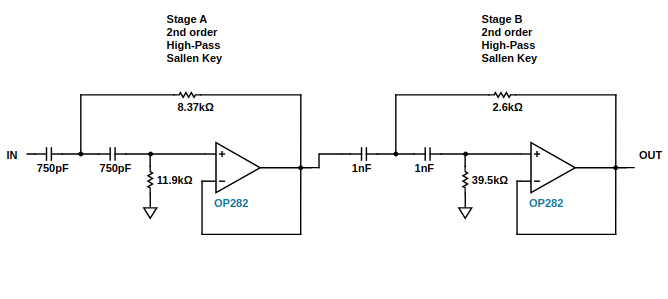 Stage A
2nd order
High-Pass
Sallen Key
Stage B
2nd order
High-Pass
Sallen Key
8.37kΩ
2.6kΩ
IN
750pF
750pF
11.9kΩ
+
−
OP282
1nF
1nF
39.5kΩ
+
−
OP282
OUT